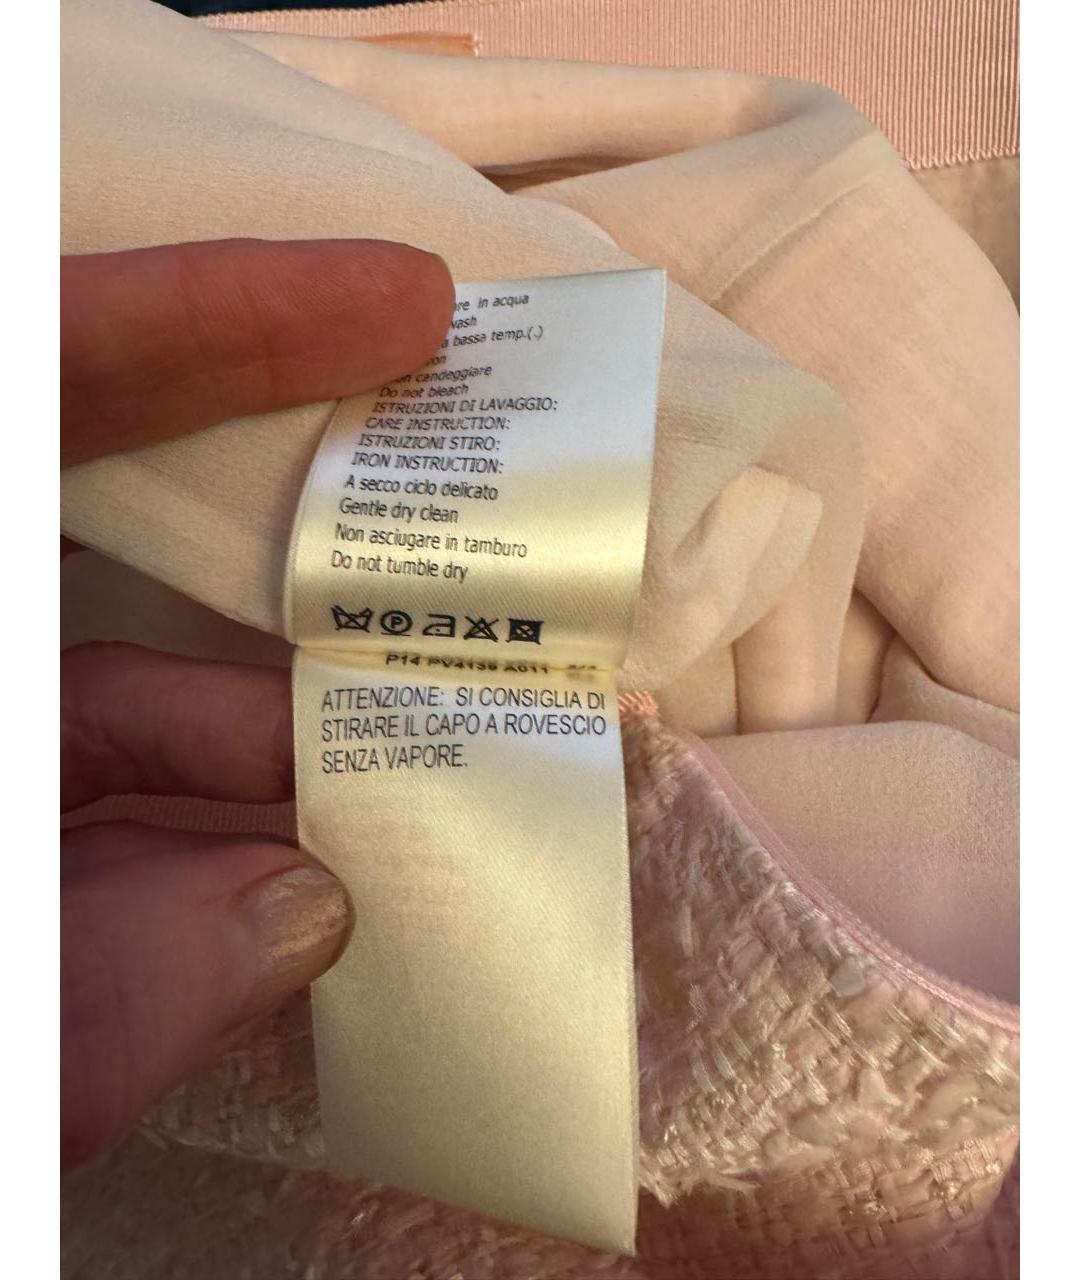 in acqua
bassa temp.(.)
candeggiare
Do not bleach
ISTRUZIONI DI LAVAGGIO:
CARE INSTRUCTION:
ISTRUZIONI STIRO:
IRON INSTRUCTION:
A secco ciclo delicato
Gentle dry clean
Non asciugare in tamburo
Do not tumble dry
P
P14
ATTENZIONE: SI CONSIGLIA DI
STIRARE IL CAPO A ROVESCIO
SENZA VAPORE.